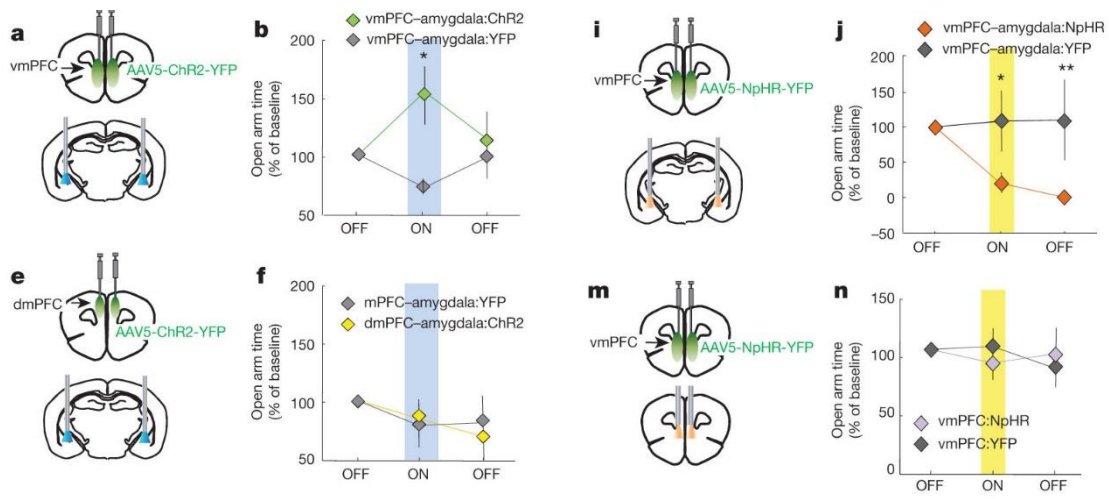 a
vmPFC
AAV5-ChR2-YFP
b
vmPFC–amygdala:ChR2
vmPFC–amygdala:YFP
Open arm time
(% of baseline)
200
150
100
50
*
OFF
ON
OFF
e
dmPFC
AAV5-ChR2-YFP
f
mPFC–amygdala:YFP
dmPFC–amygdala:ChR2
Open arm time
(% of baseline)
200
150
100
50
OFF
ON
OFF
i
vmPFC
AAV5-NpHR-YFP
j
vmPFC–amygdala:NpHR
vmPFC–amygdala:YFP
Open arm time
(% of baseline)
200
150
100
50
0
–50
*
**
OFF
ON
OFF
m
vmPFC
AAV5-NpHR-YFP
n
Open arm time
(% of baseline)
150
100
50
0
vmPFC:NpHR
vmPFC:YFP
OFF
ON
OFF